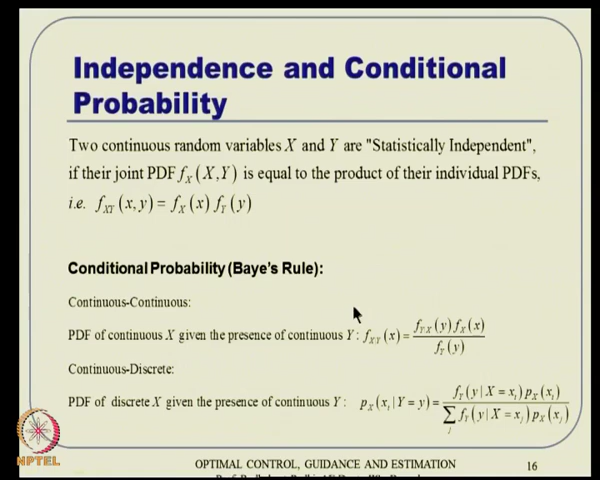 Independence and Conditional
Probability
Two continuous random variables X and Y are "Statistically Independent",
if their joint PDF f_X(X,Y) is equal to the product of their individual PDFs,
i.e. f_XY(x,y) = f_X(x) f_Y(y)
Conditional Probability (Baye's Rule):
Continuous-Continuous:
PDF of continuous X given the presence of continuous Y : f_X|Y(x) = f_Y|X(y) f_X(x) / f_Y(y)
Continuous-Discrete:
PDF of discrete X given the presence of continuous Y : p_X(x_i | Y = y) = f_Y(y | X = x_i) p_X(x_i) / ∑_j f_Y(y | X = x_j) p_X(x_j)
NPTEL
OPTIMAL CONTROL, GUIDANCE AND ESTIMATION
16